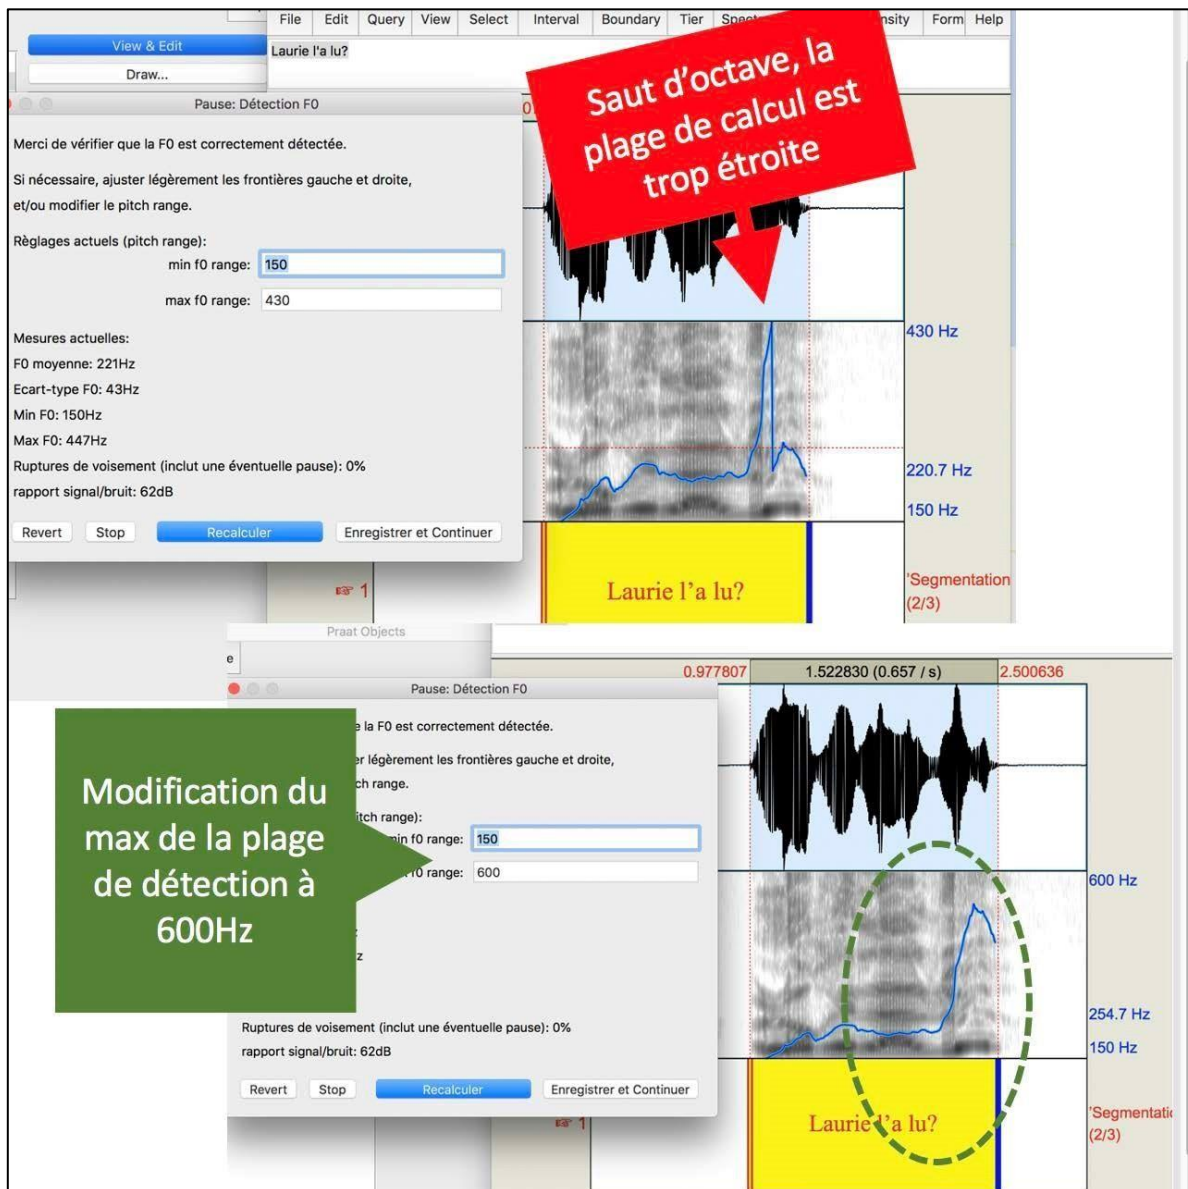 File Edit Query View Select Interval Boundary Tier Form Help
View & Edit
Laurie l'a lu?
Draw...
Saut d'octave, la
plage de calcul est
trop étroite
Pause: Détection F0
Merci de vérifier que la F0 est correctement détectée.
Si nécessaire, ajuster légèrement les frontières gauche et droite,
et/ou modifier le pitch range.
Règlages actuels (pitch range):
min f0 range: 150
max f0 range: 430
Mesures actuelles:
F0 moyenne: 221Hz
Ecart-type F0: 43Hz
Min F0: 150Hz
Max F0: 447Hz
Ruptures de voisement (inclut une éventuelle pause): 0%
rapport signal/bruit: 62dB
Revert Stop Recalculer Enregistrer et Continuer
430 Hz
220.7 Hz
150 Hz
1
Laurie l'a lu?
'Segmentation
(2/3)
Praat Objects
0.977807 1.522830 (0.657 / s) 2.500636
Pause: Détection F0
la F0 est correctement détectée.
légèrement les frontières gauche et droite,
range.
pitch range):
min f0 range: 150
f0 range: 600
Modification du
max de la plage
de détection à
600Hz
Ruptures de voisement (inclut une éventuelle pause): 0%
rapport signal/bruit: 62dB
Revert Stop Recalculer Enregistrer et Continuer
600 Hz
254.7 Hz
150 Hz
1
Laurie l'a lu?
(2/3)